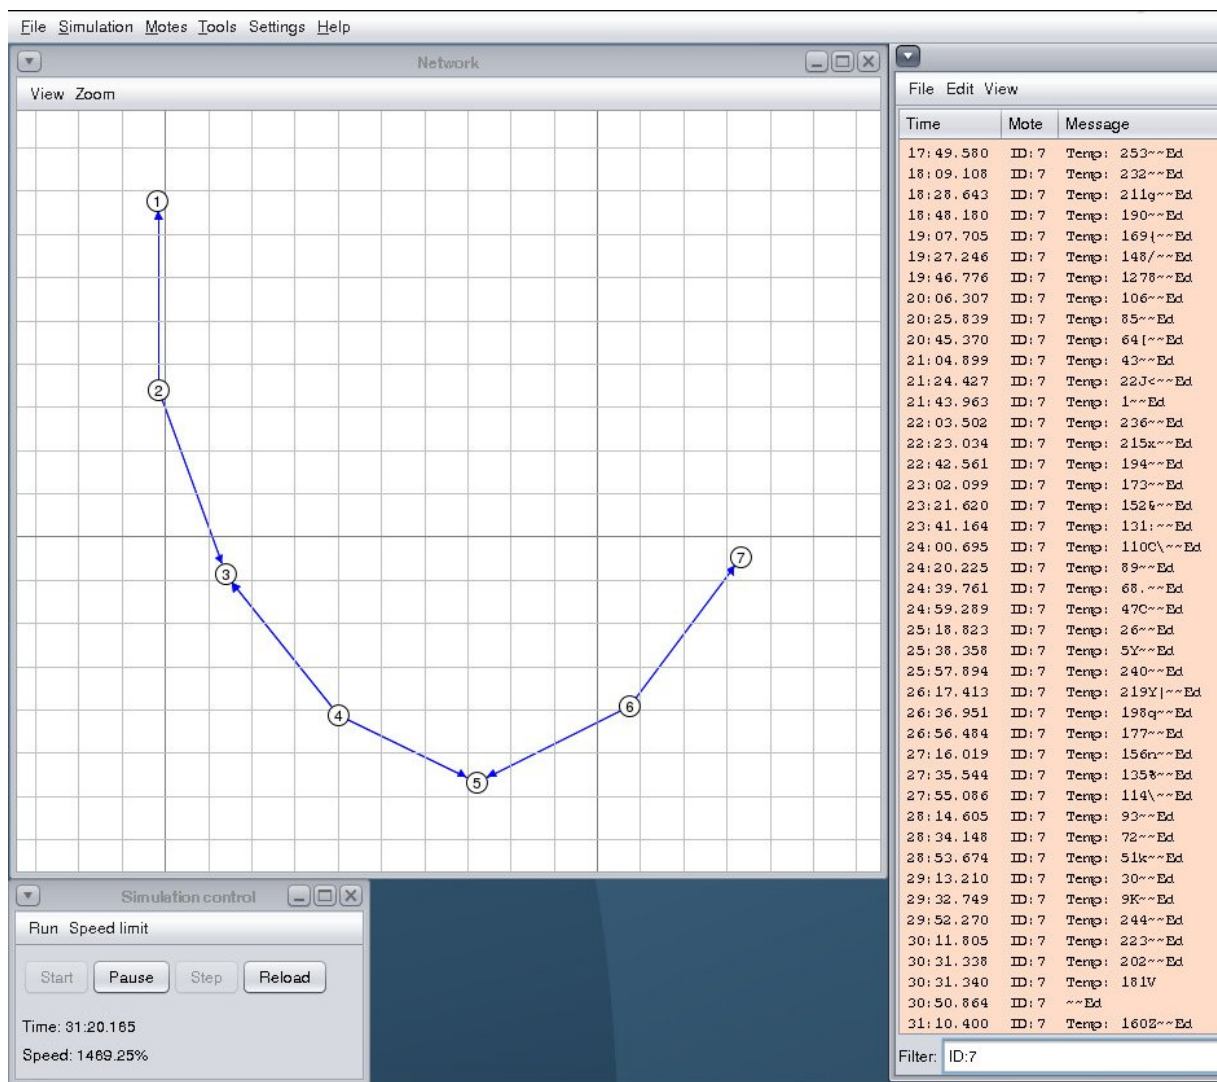 File Simulation Motes Tools Settings Help
Network
View Zoom
1
2
3
4
5
6
7
Simulation control
Run Speed limit
Start Pause Step Reload
Time: 31:20.165
Speed: 1469.25%
File Edit View
Time Mote Message
17:49.580 ID:7 Temp: 253~~Ed
18:09.108 ID:7 Temp: 232~~Ed
18:28.643 ID:7 Temp: 211g~~Ed
18:48.180 ID:7 Temp: 190~~Ed
19:07.705 ID:7 Temp: 169{~~Ed
19:27.246 ID:7 Temp: 148/~~Ed
19:46.776 ID:7 Temp: 1278~~Ed
20:06.307 ID:7 Temp: 106~~Ed
20:25.839 ID:7 Temp: 85~~Ed
20:45.370 ID:7 Temp: 64[~~Ed
21:04.899 ID:7 Temp: 43~~Ed
21:24.427 ID:7 Temp: 22J<~~Ed
21:43.963 ID:7 Temp: 1~~Ed
22:03.502 ID:7 Temp: 236~~Ed
22:23.034 ID:7 Temp: 215x~~Ed
22:42.561 ID:7 Temp: 194~~Ed
23:02.099 ID:7 Temp: 173~~Ed
23:21.620 ID:7 Temp: 152&~~Ed
23:41.164 ID:7 Temp: 131:~~Ed
24:00.695 ID:7 Temp: 110C\~~Ed
24:20.225 ID:7 Temp: 89~~Ed
24:39.761 ID:7 Temp: 68.~~Ed
24:59.289 ID:7 Temp: 47C~~Ed
25:18.823 ID:7 Temp: 26~~Ed
25:38.358 ID:7 Temp: 5Y~~Ed
25:57.894 ID:7 Temp: 240~~Ed
26:17.413 ID:7 Temp: 219Y|~~Ed
26:36.951 ID:7 Temp: 198q~~Ed
26:56.484 ID:7 Temp: 177~~Ed
27:16.019 ID:7 Temp: 156n~~Ed
27:35.544 ID:7 Temp: 135%~~Ed
27:55.086 ID:7 Temp: 114\~~Ed
28:14.605 ID:7 Temp: 93~~Ed
28:34.148 ID:7 Temp: 72~~Ed
28:53.674 ID:7 Temp: 51k~~Ed
29:13.210 ID:7 Temp: 30~~Ed
29:32.749 ID:7 Temp: 9K~~Ed
29:52.270 ID:7 Temp: 244~~Ed
30:11.805 ID:7 Temp: 223~~Ed
30:31.338 ID:7 Temp: 202~~Ed
30:31.340 ID:7 Temp: 181V
30:50.864 ID:7 ~~Ed
31:10.400 ID:7 Temp: 160Z~~Ed
Filter: ID:7